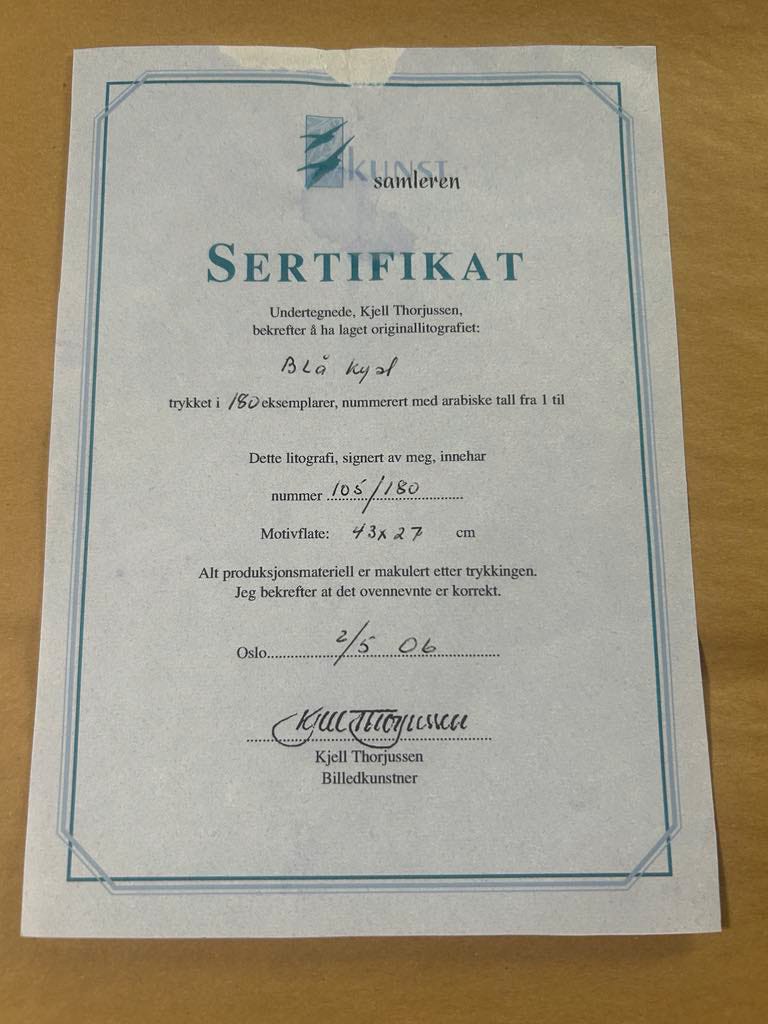 KUNST
samleren
SERTIFIKAT
Undertegnede, Kjell Thorjussen,
bekrefter å ha laget originallitografiet:
BLå
trykket i 180 eksemplarer, nummerert med arabiske tall fra 1 til
Dette litografi, signert av meg, innehar
nummer 105/180
Motivflate: 43x27 cm
Alt produksjonsmateriell er makulert etter trykkingen.
Jeg bekrefter at det ovennevnte er korrekt.
Oslo 2/5 06
Kjell Thorjussen
Kjell Thorjussen
Billedkunstner